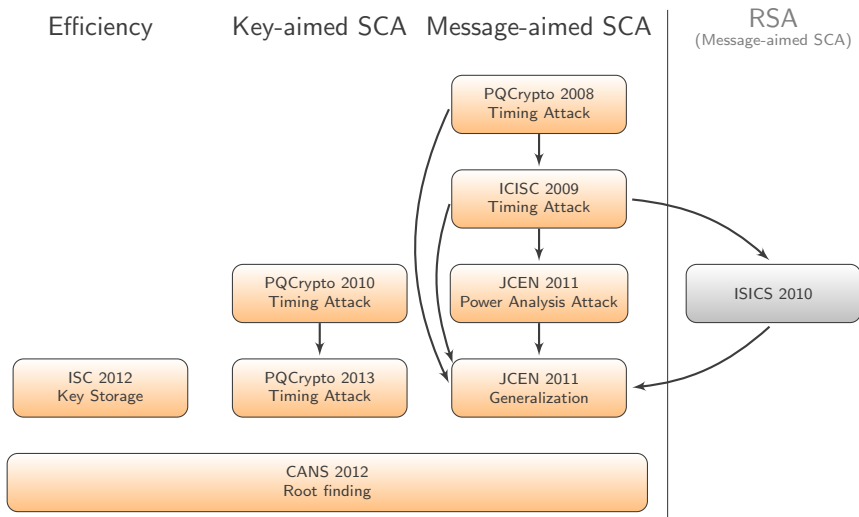 Efficiency
Key-aimed SCA
Message-aimed SCA
RSA
(Message-aimed SCA)
PQCrypto 2008
Timing Attack
ICISC 2009
Timing Attack
PQCrypto 2010
Timing Attack
JCEN 2011
Power Analysis Attack
ISICS 2010
ISC 2012
Key Storage
PQCrypto 2013
Timing Attack
JCEN 2011
Generalization
CANS 2012
Root finding